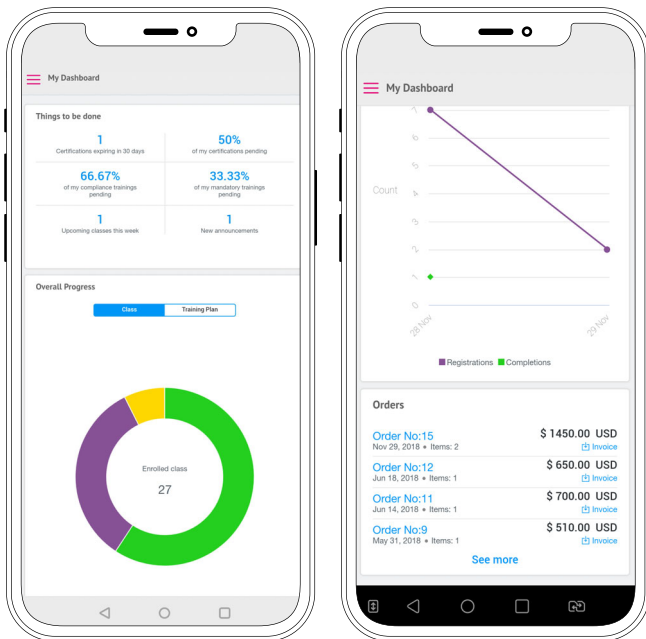 My Dashboard
Things to be done
1
Certifications expiring in 30 days
50%
of my certifications pending
66.67%
of my compliance trainings
pending
33.33%
of my mandatory trainings
pending
1
Upcoming classes this week
1
New announcements
Overall Progress
Class
Training Plan
Enrolled class
27
My Dashboard
7
6
5
Count
4
3
2
1
0
28 Nov
29 Nov
Registrations
Completions
Orders
Order No:15
$ 1450.00 USD
Nov 29, 2018 • Items: 2
Invoice
Order No:12
$ 650.00 USD
Jun 18, 2018 • Items: 1
Invoice
Order No:11
$ 700.00 USD
Jun 14, 2018 • Items: 1
Invoice
Order No:9
$ 510.00 USD
May 31, 2018 • Items: 1
Invoice
See more